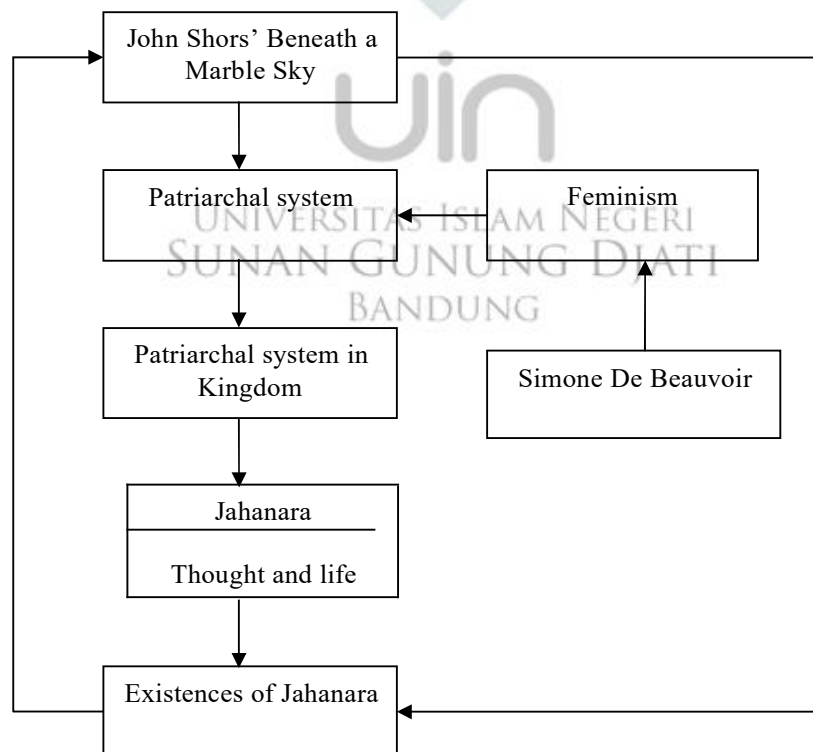 John Shors’ Beneath a
Marble Sky
uin
Patriarchal system
Feminism
UNIVERSITAS ISLAM NEGERI
SUNAN GUNUNG DJATI
BANDUNG
Patriarchal system in
Kingdom
Simone De Beauvoir
Jahanara
Thought and life
Existences of Jahanara